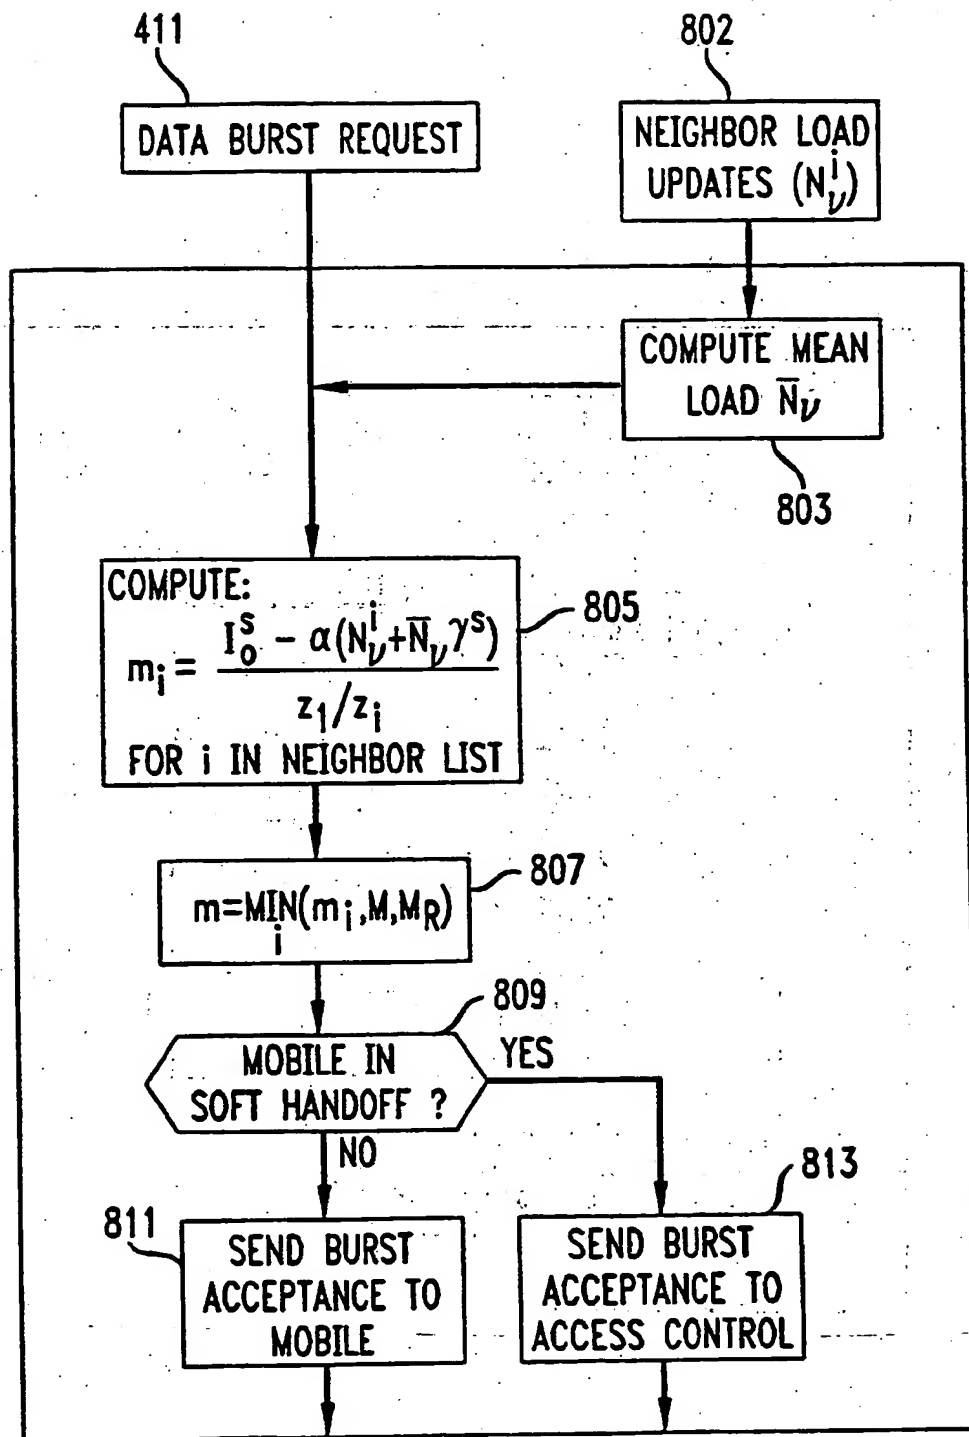 411
802
DATA BURST REQUEST
NEIGHBOR LOAD
UPDATES (N_ν^i)
COMPUTE MEAN
LOAD N̅_ν
803
COMPUTE:
m_i = (I_o^S - α(N_ν^i + N̅_ν γ^S)) / (z_1/z_i)
FOR i IN NEIGHBOR LIST
805
m=MIN(m_i,M,M_R)
i
807
809
MOBILE IN
SOFT HANDOFF ?
YES
NO
811
SEND BURST
ACCEPTANCE TO
MOBILE
813
SEND BURST
ACCEPTANCE TO
ACCESS CONTROL